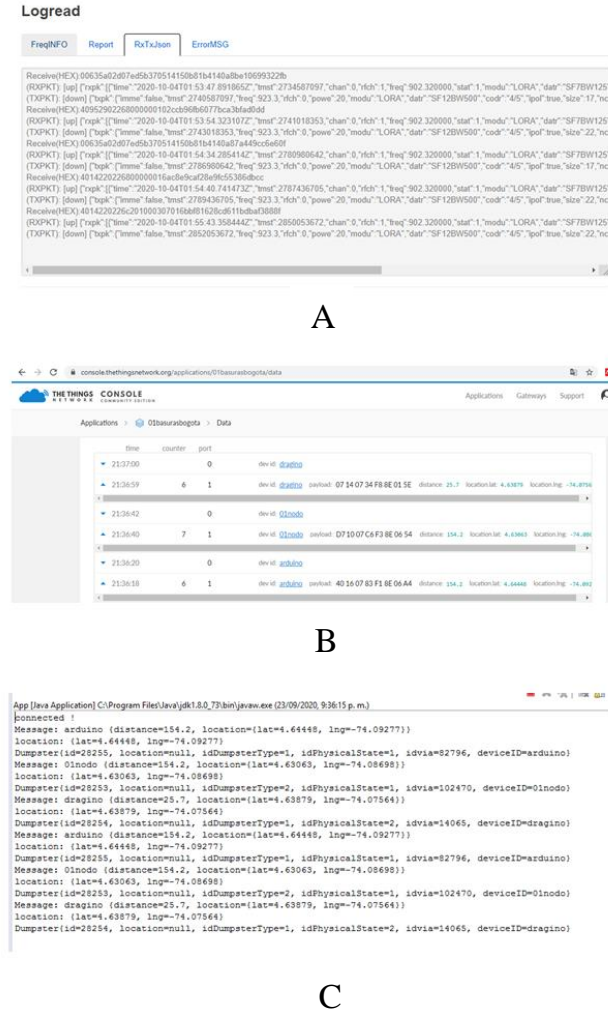 Logread
FreqINFO Report RxTxJson ErrorMSG
Receive(HEX):00635a02d07ed5b370514150b81b4140a8be10699322fb
(RXPKT): [up] {"rxpk":[{"time":"2020-10-04T01:53:47.891865Z","tmst":2734587097,"chan":0,"rfch":1,"freq":902.320000,"stat":1,"modu":"LORA","datr":"SF7BW125"
(TXPKT): [down] {"txpk":{"imme":false,"tmst":2740587097,"freq":923.3,"rfch":0,"powe":20,"modu":"LORA","datr":"SF12BW500","codr":"4/5","ipol":true,"size":17,"nc
Receive(HEX):40952902268000000102ccb96fb6077bca3bfad0dd
(RXPKT): [up] {"rxpk":[{"time":"2020-10-04T01:53:54.323107Z","tmst":2741018353,"chan":0,"rfch":1,"freq":902.320000,"stat":1,"modu":"LORA","datr":"SF7BW125"
(TXPKT): [down] {"txpk":{"imme":false,"tmst":2743018353,"freq":923.3,"rfch":0,"powe":20,"modu":"LORA","datr":"SF12BW500","codr":"4/5","ipol":true,"size":17,"nc
Receive(HEX):00635a02d07ed5b370514150b81b4140a87a449cc6e60f
(RXPKT): [up] {"rxpk":[{"time":"2020-10-04T01:54:34.285414Z","tmst":2780980642,"chan":0,"rfch":1,"freq":902.320000,"stat":1,"modu":"LORA","datr":"SF7BW125"
(TXPKT): [down] {"txpk":{"imme":false,"tmst":2786980642,"freq":923.3,"rfch":0,"powe":20,"modu":"LORA","datr":"SF12BW500","codr":"4/5","ipol":true,"size":17,"nc
Receive(HEX):4014220226800000016ac8e9caf28e9fc55386dbcc
(RXPKT): [up] {"rxpk":[{"time":"2020-10-04T01:54:40.741473Z","tmst":2787436705,"chan":0,"rfch":1,"freq":902.320000,"stat":1,"modu":"LORA","datr":"SF7BW125"
(TXPKT): [down] {"txpk":{"imme":false,"tmst":2789436705,"freq":923.3,"rfch":0,"powe":20,"modu":"LORA","datr":"SF12BW500","codr":"4/5","ipol":true,"size":22,"nc
Receive(HEX):4014220226c201000307016bbf81628cd611bdbaf3888f
(RXPKT): [up] {"rxpk":[{"time":"2020-10-04T01:55:43.358444Z","tmst":2850053672,"chan":0,"rfch":1,"freq":902.320000,"stat":1,"modu":"LORA","datr":"SF7BW125"
(TXPKT): [down] {"txpk":{"imme":false,"tmst":2852053672,"freq":923.3,"rfch":0,"powe":20,"modu":"LORA","datr":"SF12BW500","codr":"4/5","ipol":true,"size":22,"nc
A
console.thethingsnetwork.org/applications/01basurasbogota/data
THE THINGS NETWORK CONSOLE COMMUNITY EDITION Applications Gateways Support
Applications > 01basurasbogota > Data
time counter port
21:37:00 0 dev id: dragino
21:36:59 6 1 dev id: dragino payload: 07 14 07 34 F8 8E 01 5E distance: 25.7 location.lat: 4.63879 location.lng: -74.0756
21:36:42 0 dev id: 01nodo
21:36:40 7 1 dev id: 01nodo payload: D7 10 07 C6 F3 8E 06 54 distance: 154.2 location.lat: 4.63063 location.lng: -74.086
21:36:20 0 dev id: arduino
21:36:18 6 1 dev id: arduino payload: 40 16 07 83 F1 8E 06 A4 distance: 154.2 location.lat: 4.64448 location.lng: -74.092
B
App [Java Application] C:\Program Files\Java\jdk1.8.0_73\bin\javaw.exe (23/09/2020, 9:36:15 p. m.)
connected !
Message: arduino {distance=154.2, location={lat=4.64448, lng=-74.09277}}
location: {lat=4.64448, lng=-74.09277}
Dumpster{id=28255, location=null, idDumpsterType=1, idPhysicalState=1, idvia=82796, deviceID=arduino}
Message: 01nodo {distance=154.2, location={lat=4.63063, lng=-74.08698}}
location: {lat=4.63063, lng=-74.08698}
Dumpster{id=28253, location=null, idDumpsterType=2, idPhysicalState=1, idvia=102470, deviceID=01nodo}
Message: dragino {distance=25.7, location={lat=4.63879, lng=-74.07564}}
location: {lat=4.63879, lng=-74.07564}
Dumpster{id=28254, location=null, idDumpsterType=1, idPhysicalState=2, idvia=14065, deviceID=dragino}
Message: arduino {distance=154.2, location={lat=4.64448, lng=-74.09277}}
location: {lat=4.64448, lng=-74.09277}
Dumpster{id=28255, location=null, idDumpsterType=1, idPhysicalState=1, idvia=82796, deviceID=arduino}
Message: 01nodo {distance=154.2, location={lat=4.63063, lng=-74.08698}}
location: {lat=4.63063, lng=-74.08698}
Dumpster{id=28253, location=null, idDumpsterType=2, idPhysicalState=1, idvia=102470, deviceID=01nodo}
Message: dragino {distance=25.7, location={lat=4.63879, lng=-74.07564}}
location: {lat=4.63879, lng=-74.07564}
Dumpster{id=28254, location=null, idDumpsterType=1, idPhysicalState=2, idvia=14065, deviceID=dragino}
C